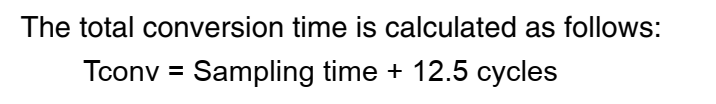 The total conversion time is calculated as follows:
Tconv = Sampling time + 12.5 cycles